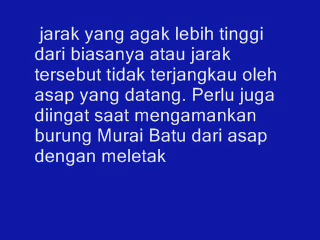 jarak yang agak lebih tinggi
dari biasanya atau jarak
tersebut tidak terjangkau oleh
asap yang datang. Perlu juga
diingat saat mengamankan
burung Murai Batu dari asap
dengan meletak